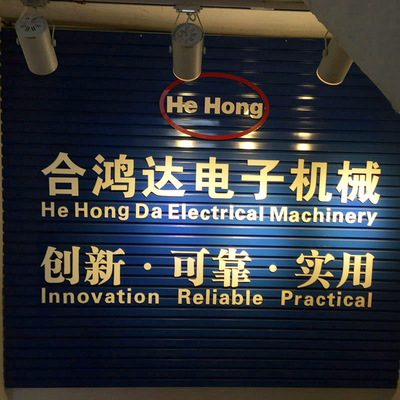 He Hong
合鸿达电子机械
He Hong Da Electrical Machinery
创新·可靠·实用
Innovation Reliable Practical